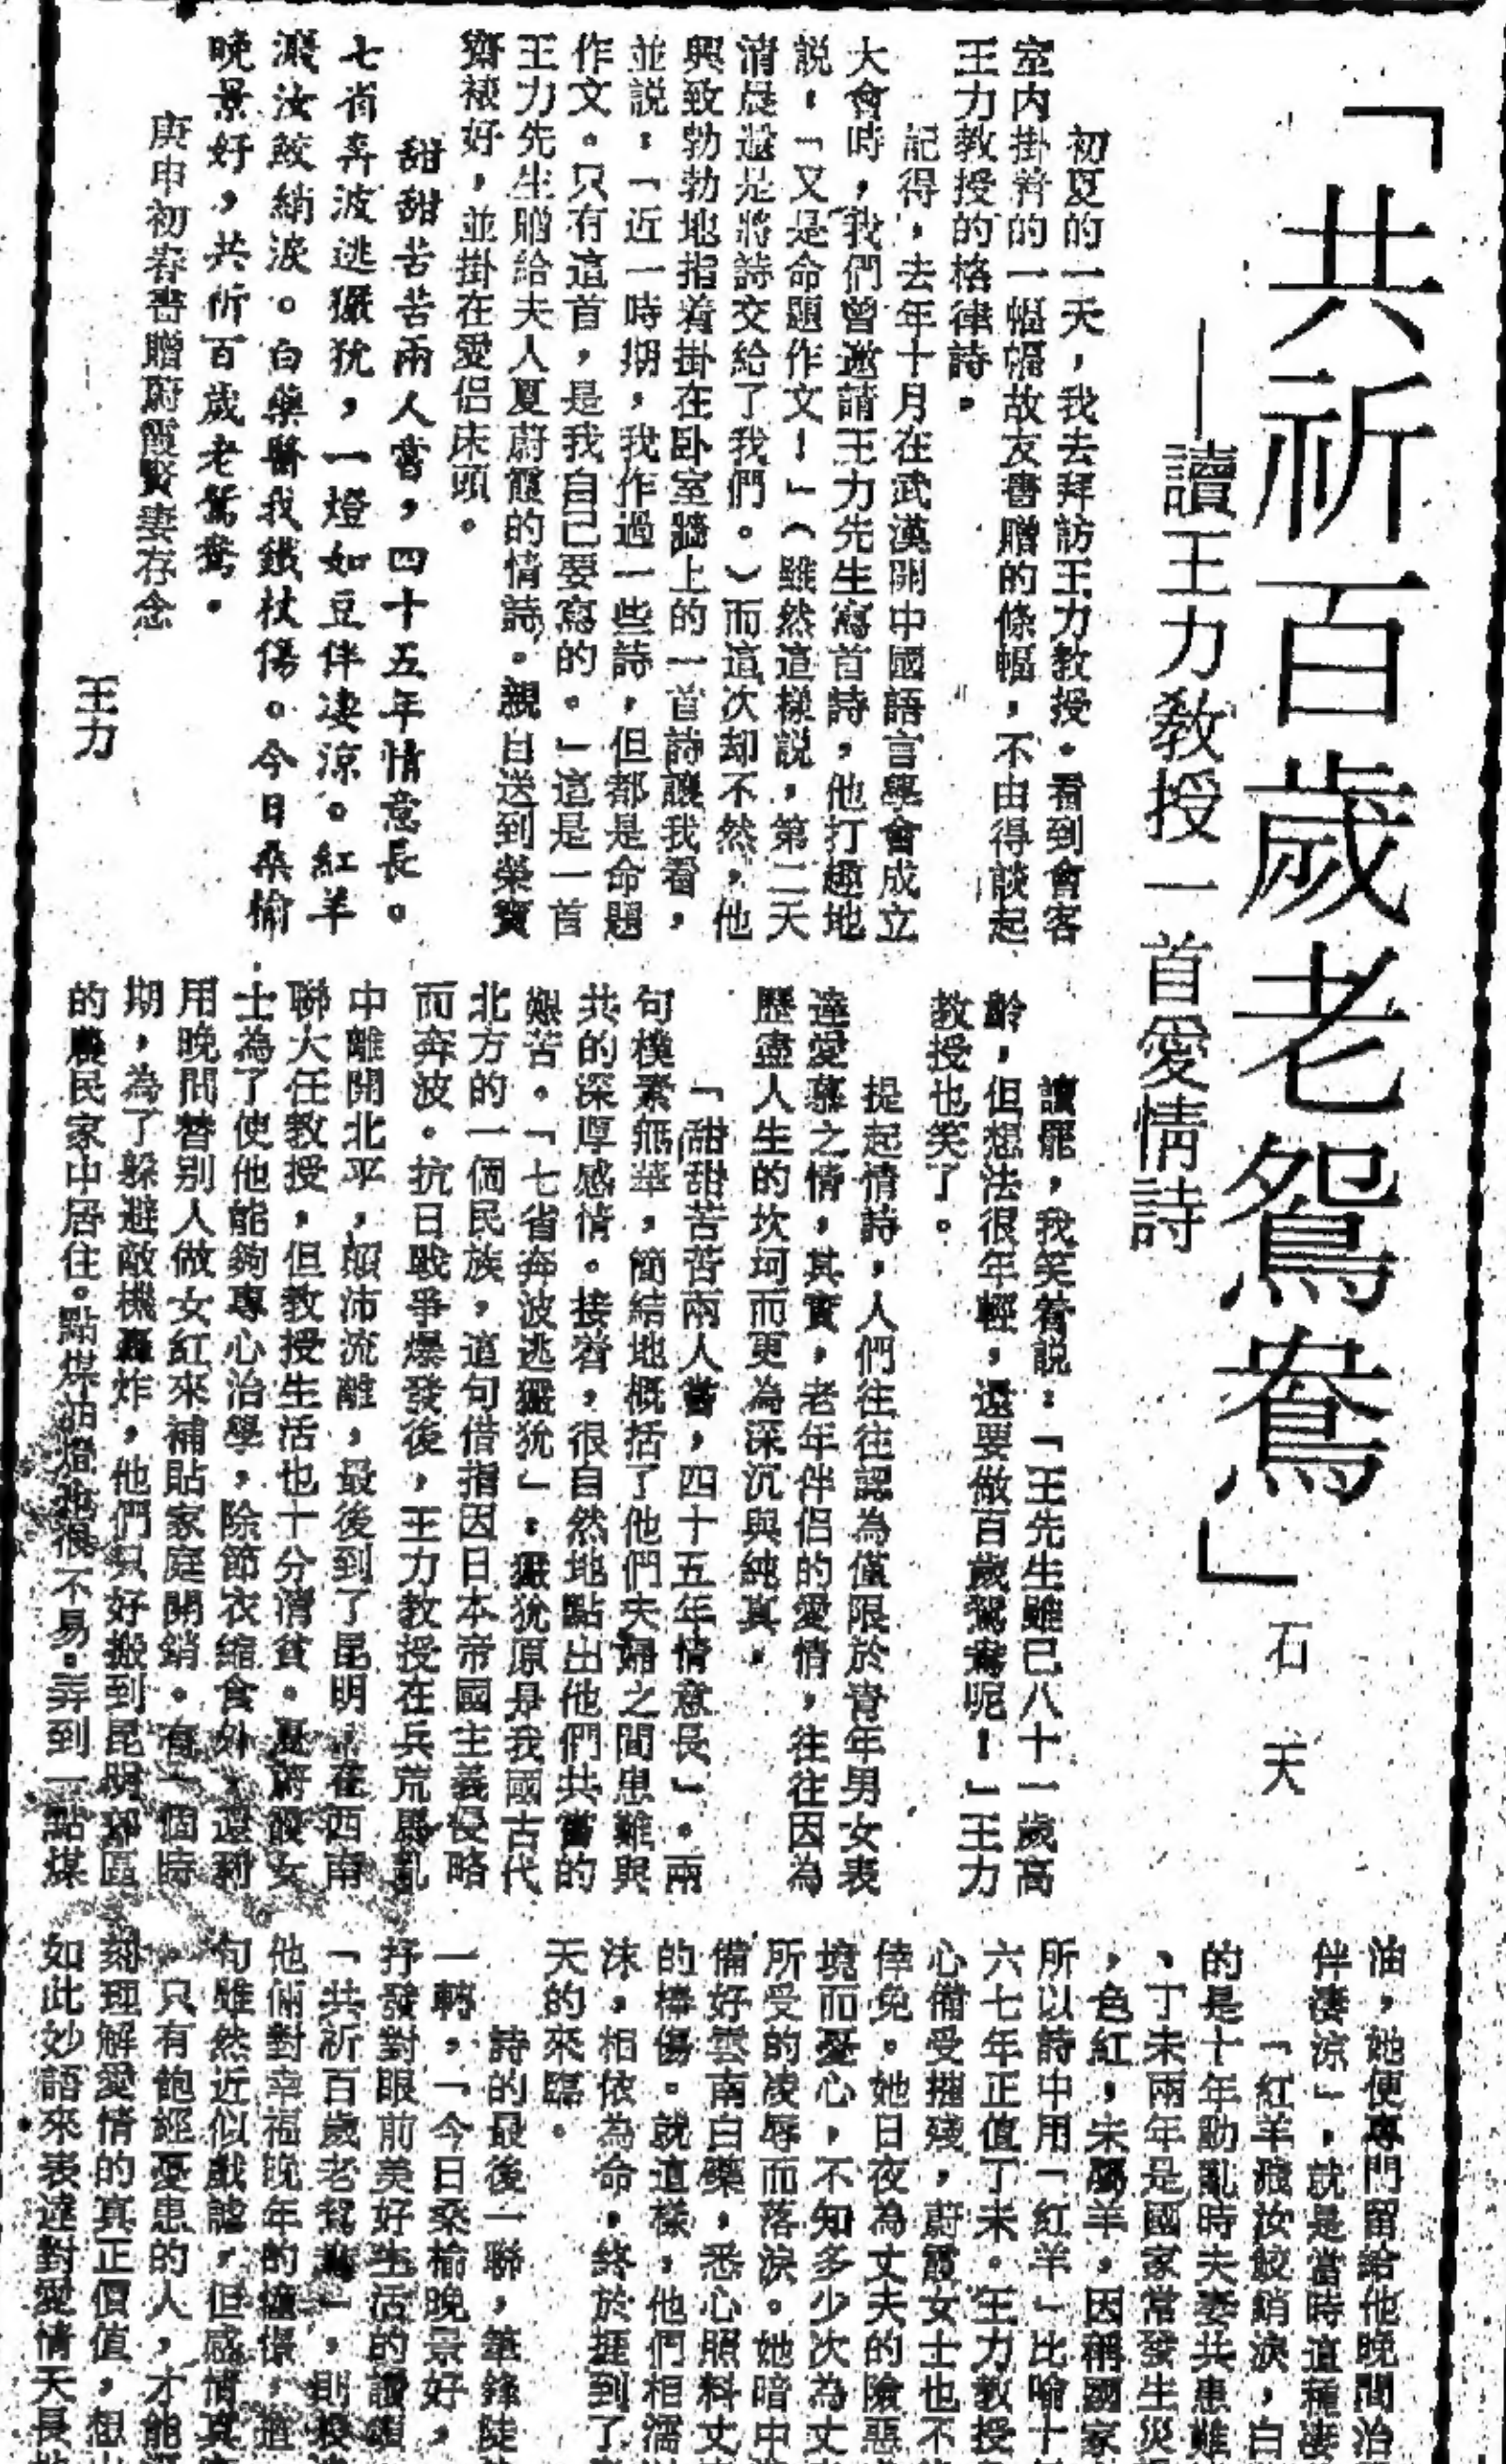 「共祈百歲老鴛鴦」
——讀王力教授一首愛情詩
石天
初夏的一天，我去拜訪王力教授。看到會客
室內掛着的一幅幅故友書贈的條幅，不由得談起
王力教授的格律詩。
記得，去年十月在武漢開中國語言學會成立
大會時，我們曾邀請王力先生寫首詩，他打趣地
説，「又是命題作文！」（雖然這樣説，第二天
清晨還是將詩交給了我們。）而這次却不然，他
興致勃勃地指着掛在卧室牆上的一首詩讓我看，
並説：「近一時期，我作過一些詩，但都是命題
作文。只有這首，是我自己要寫的。」這是一首
王力先生贈給夫人夏蔚霞的情詩。親自送到榮寶
齋裱好，並掛在愛侣床頭。
甜甜苦苦兩人嘗，四十五年情意長。
七省奔波逃玁狁，一燈如豆伴凄涼。紅羊
濺汝鮫綃淚。白藥醫我鐵杖傷。今日桑榆
晚景好，共祈百歲老鴛鴦。
庚申初春書贈蔚霞賢妻存念
王力
讀罷，我笑着説：「王先生雖已八十一歲高
齡，但想法很年輕，還要做百歲鴛鴦呢！」王力
教授也笑了。
提起情詩，人們往往認為僅限於青年男女表
達愛慕之情，其實，老年伴侣的愛情，往往因為
歷盡人生的坎坷而更為深沉與純真。
「甜甜苦苦兩人嘗，四十五年情意長」。兩
句樸素無華，簡結地概括了他們夫婦之間患難與
共的深厚感情。接着，很自然地點出他們共嘗的
艱苦。「七省奔波逃玁狁」：玁狁原是我國古代
北方的一個民族，這句借指因日本帝國主義侵略
而奔波。抗日戰爭爆發後，王力教授在兵荒馬亂
中離開北平，顛沛流離，最後到了昆明，在西南
聯大任教授，但教授生活也十分清貧。夏蔚霞女
士為了使他能夠專心治學，除節衣縮食外，還利
用晚間替别人做女紅來補貼家庭開銷。有一個時
期，為了躲避敵機轟炸，他們只好搬到昆明郊區
的農民家中居住。點煤油燈也很不易。弄到一點煤
油，她便專門留給他晚間治
伴凄涼」，就是當時這種凄
「紅羊濺汝鮫綃淚，白
的是十年動亂時夫妻共患難
、丁未兩年是國家常發生災
，色紅，未屬羊，因稱國家
所以詩中用「紅羊」比喻十
六七年正值丁未。王力教授
心備受摧殘，蔚霞女士也不
倖免。她日夜為丈夫的險惡
境而憂心，不知多少次為丈
所受的凌辱而落淚。她暗中
備好雲南白藥，悉心照料丈
的棒傷。就這樣，他們相濡
沫，相依為命，終於捱到了
天的來臨。
詩的最後一聯，筆鋒陡
一轉，「今日桑榆晚景好，
抒發對眼前美好生活的讚
「共祈百歲老鴛鴦」，則
他倆對幸福晚年的憧憬，這
句雖然近似戲謔，但感情真
，只有飽經憂患的人，才能
刻理解愛情的真正價值，想
如此妙語來表達對愛情天長